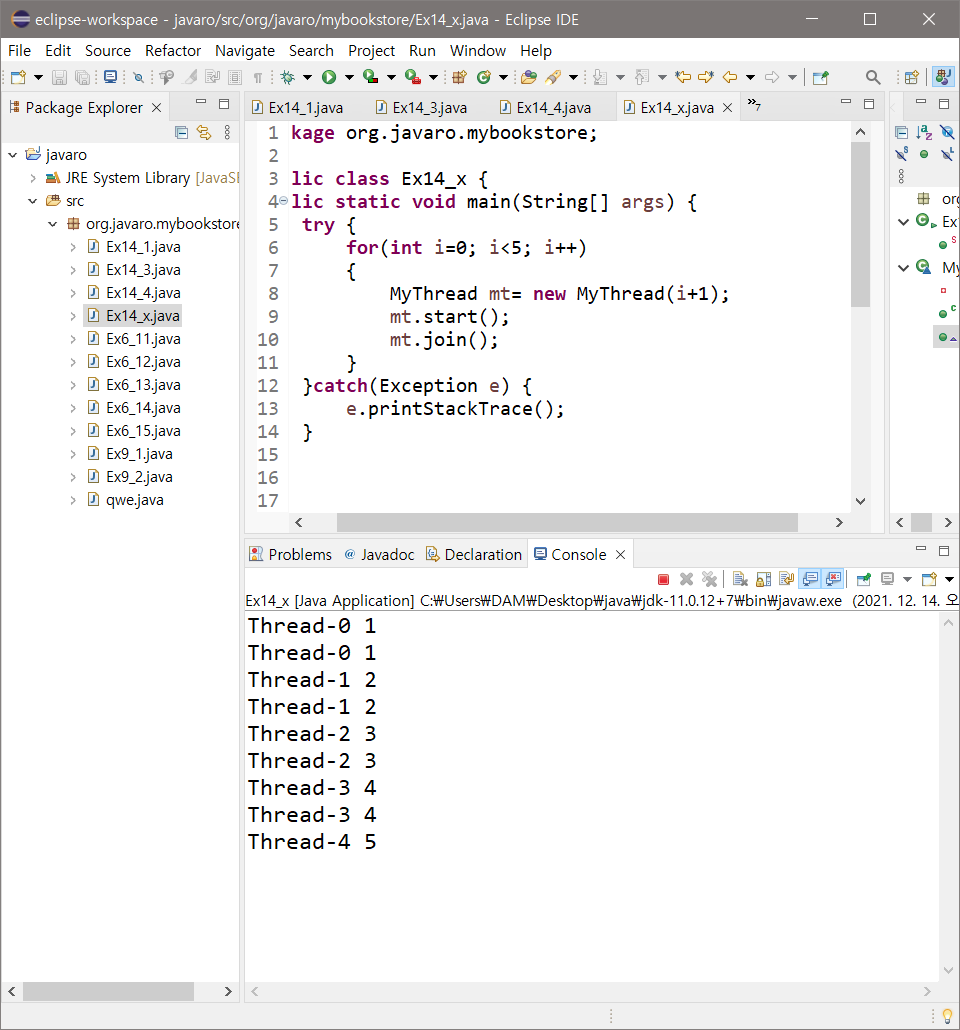 eclipse-workspace - javaro/src/org/javaro/mybookstore/Ex14_x.java - Eclipse IDE
File Edit Source Refactor Navigate Search Project Run Window Help
Package Explorer
javaro
JRE System Library [JavaSE
src
org.javaro.mybookstore
Ex14_1.java
Ex14_3.java
Ex14_4.java
Ex14_x.java
Ex6_11.java
Ex6_12.java
Ex6_13.java
Ex6_14.java
Ex6_15.java
Ex9_1.java
Ex9_2.java
qwe.java
Ex14_1.java Ex14_3.java Ex14_4.java Ex14_x.java »7
1 kage org.javaro.mybookstore;
2
3 lic class Ex14_x {
4 lic static void main(String[] args) {
5 try {
6 for(int i=0; i<5; i++)
7 {
8 MyThread mt= new MyThread(i+1);
9 mt.start();
10 mt.join();
11 }
12 }catch(Exception e) {
13 e.printStackTrace();
14 }
15
16
17
org
Ex
My
Problems @ Javadoc Declaration Console
Ex14_x [Java Application] C:₩Users₩DAM₩Desktop₩java₩jdk-11.0.12+7₩bin₩javaw.exe (2021. 12. 14. 오
Thread-0 1
Thread-0 1
Thread-1 2
Thread-1 2
Thread-2 3
Thread-2 3
Thread-3 4
Thread-3 4
Thread-4 5